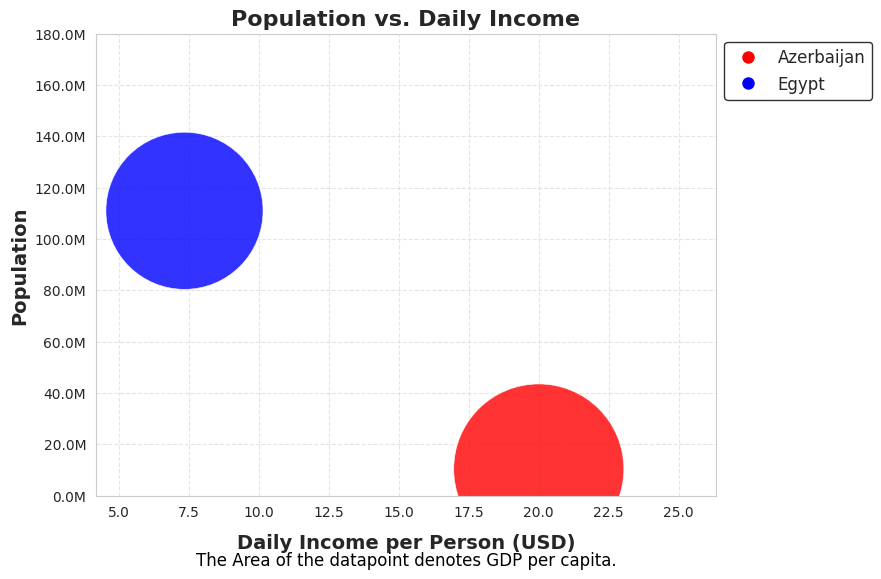 Population vs. Daily Income
180.0M
160.0M
140.0M
120.0M
100.0M
80.0M
60.0M
40.0M
20.0M
0.0M
Population
5.0 7.5 10.0 12.5 15.0 17.5 20.0 22.5 25.0
Daily Income per Person (USD)
The Area of the datapoint denotes GDP per capita.
Azerbaijan
Egypt